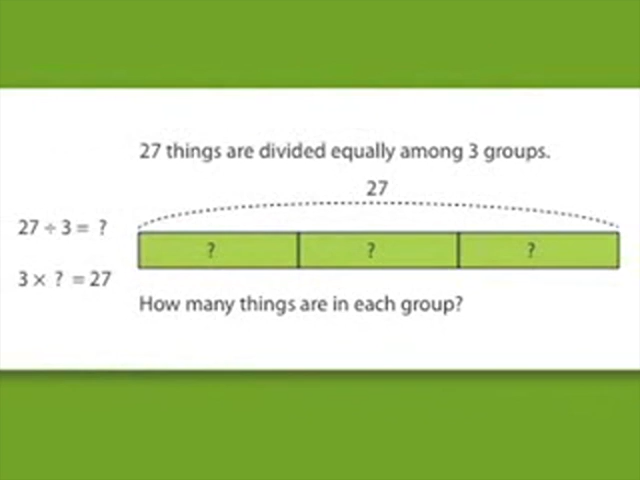 27 things are divided equally among 3 groups.
27
27 ÷ 3 = ?
? ? ?
3 × ? = 27
How many things are in each group?